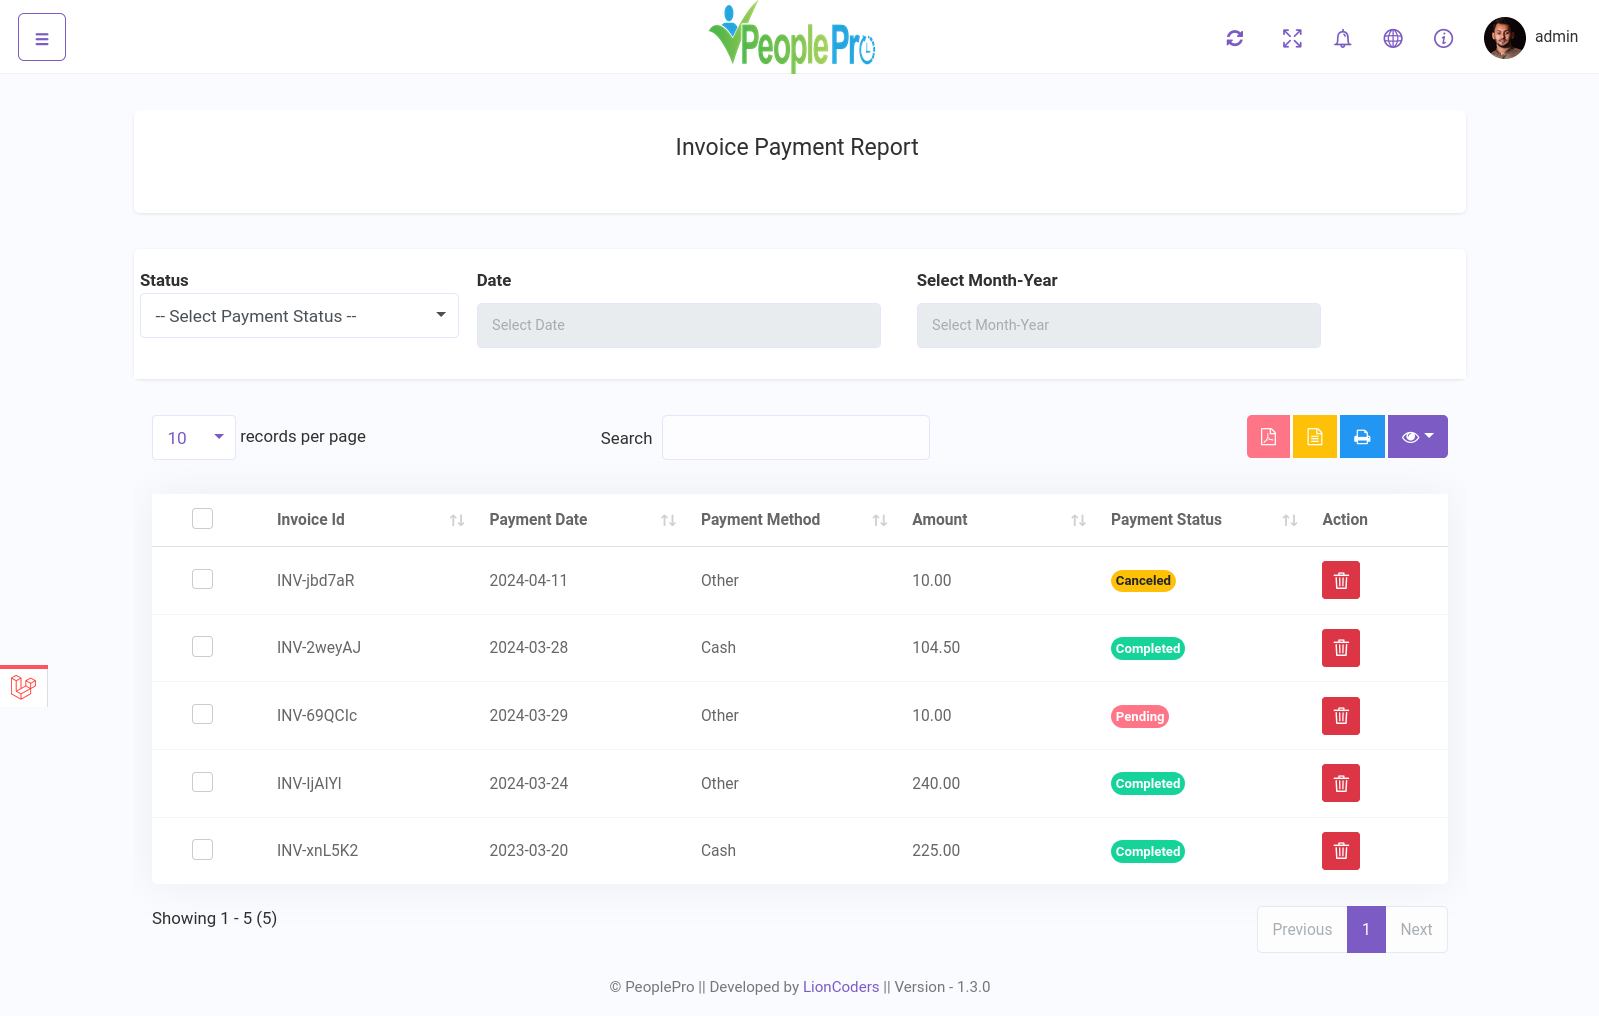 PeoplePro
admin
Invoice Payment Report
Status
Date
Select Month-Year
-- Select Payment Status --
Select Date
Select Month-Year
10 records per page
Search
Invoice Id Payment Date Payment Method Amount Payment Status Action
INV-jbd7aR 2024-04-11 Other 10.00 Canceled
INV-2weyAJ 2024-03-28 Cash 104.50 Completed
INV-69QCIc 2024-03-29 Other 10.00 Pending
INV-ljAIYl 2024-03-24 Other 240.00 Completed
INV-xnL5K2 2023-03-20 Cash 225.00 Completed
Showing 1 - 5 (5)
Previous 1 Next
© PeoplePro || Developed by LionCoders || Version - 1.3.0